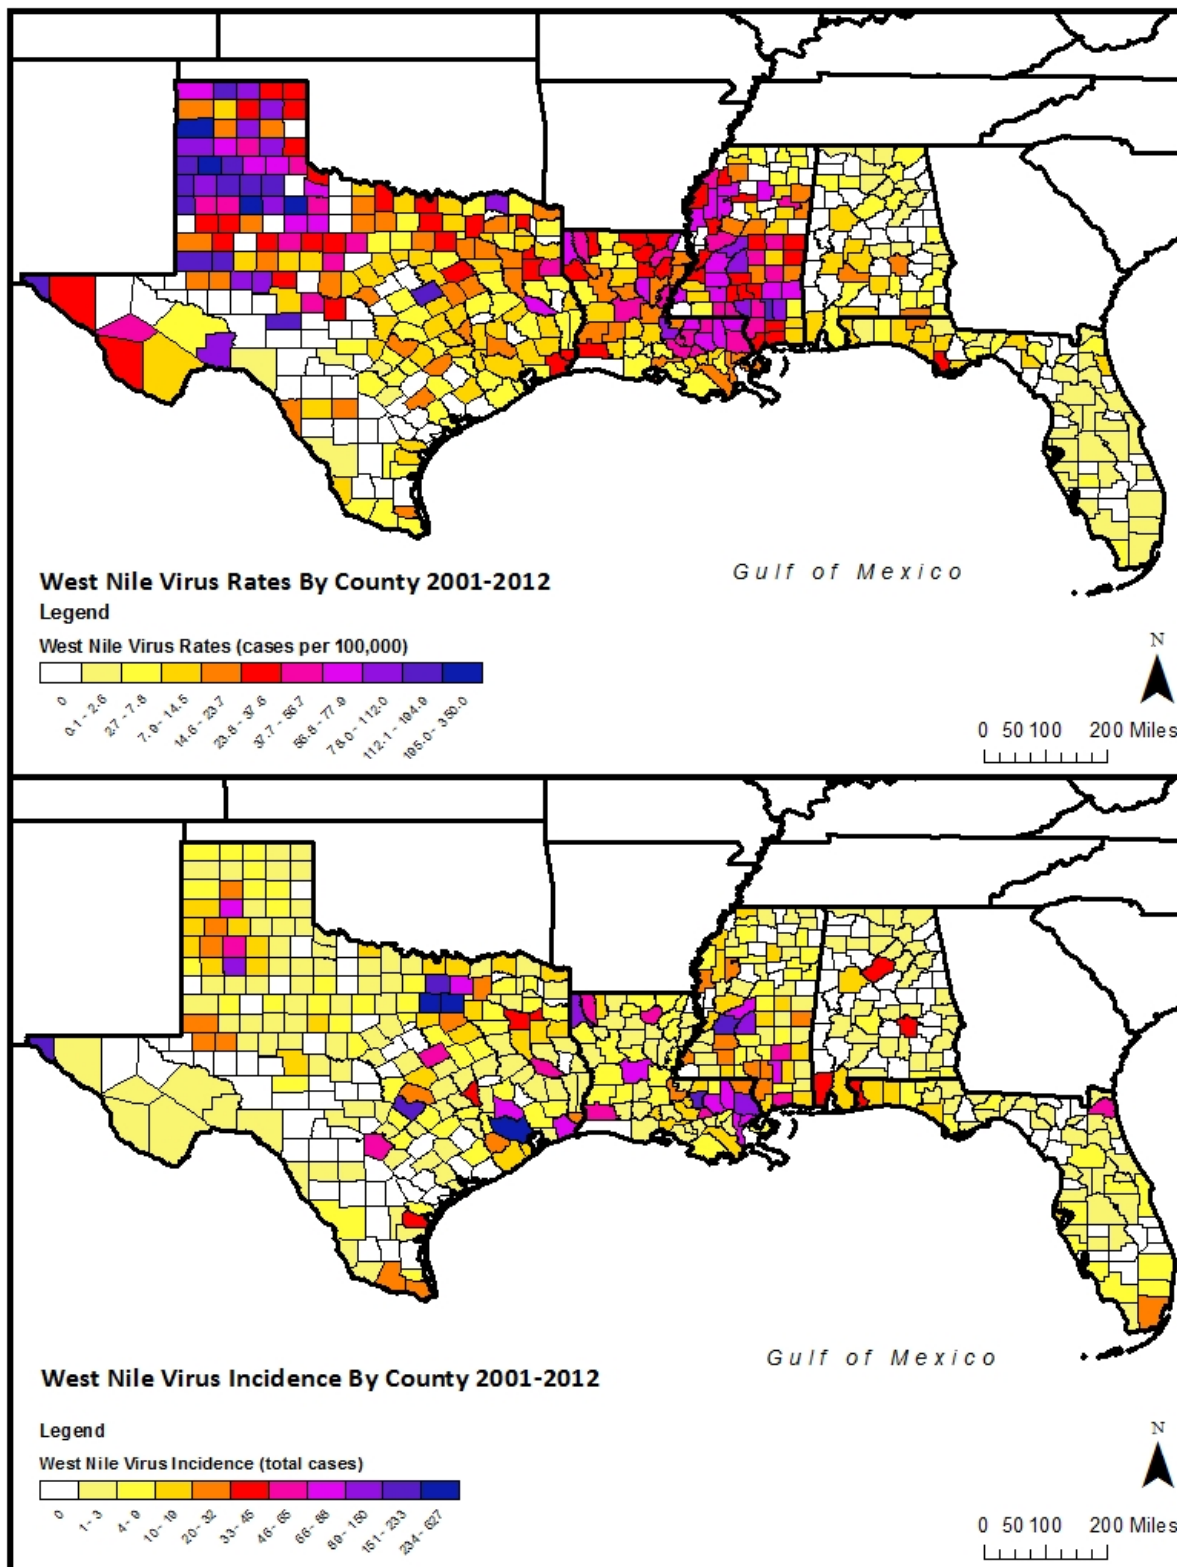 Gulf of Mexico
West Nile Virus Rates By County 2001-2012
Legend
West Nile Virus Rates (cases per 100,000)
0
0.1 - 2.6
2.7 - 7.8
7.9 - 14.5
14.6 - 23.7
23.8 - 37.6
37.7 - 56.7
56.8 - 77.9
78.0 - 112.0
112.1 - 194.9
195.0 - 350.0
N
0 50 100 200 Miles
Gulf of Mexico
West Nile Virus Incidence By County 2001-2012
Legend
West Nile Virus Incidence (total cases)
0
1 - 3
4 - 9
10 - 19
20 - 32
33 - 45
46 - 65
66 - 88
89 - 150
151 - 233
234 - 627
N
0 50 100 200 Miles